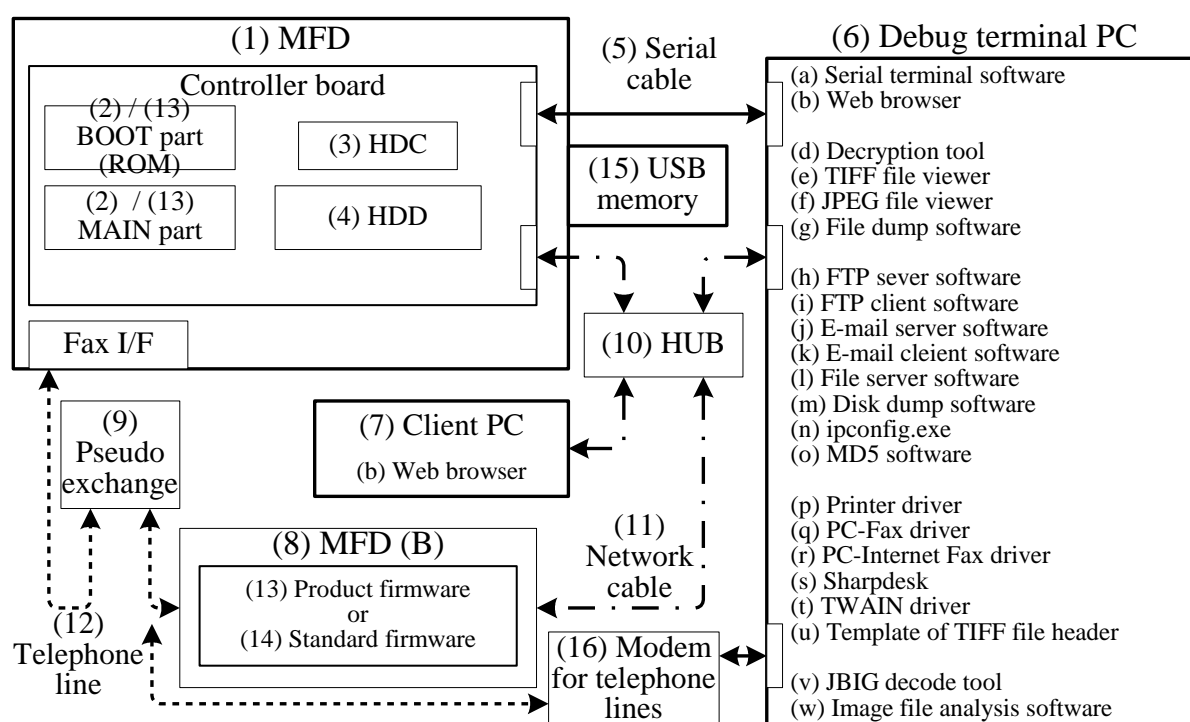 (1) MFD
Controller board
(2) / (13)
BOOT part
(ROM)
(3) HDC
(2)  / (13)
MAIN part
(4) HDD
Fax I/F
(5) Serial
cable
(15) USB
memory
(10) HUB
(7) Client PC
(b) Web browser
(9)
Pseudo
exchange
(8) MFD (B)
(13) Product firmware
or
(14) Standard firmware
(11)
Network
cable
(12)
Telephone
line
(16) Modem
for telephone
lines
(6) Debug terminal PC
(a) Serial terminal software
(b) Web browser
(d) Decryption tool
(e) TIFF file viewer
(f) JPEG file viewer
(g) File dump software
(h) FTP sever software
(i) FTP client software
(j) E-mail server software
(k) E-mail cleient software
(l) File server software
(m) Disk dump software
(n) ipconfig.exe
(o) MD5 software
(p) Printer driver
(q) PC-Fax driver
(r) PC-Internet Fax driver
(s) Sharpdesk
(t) TWAIN driver
(u) Template of TIFF file header
(v) JBIG decode tool
(w) Image file analysis software